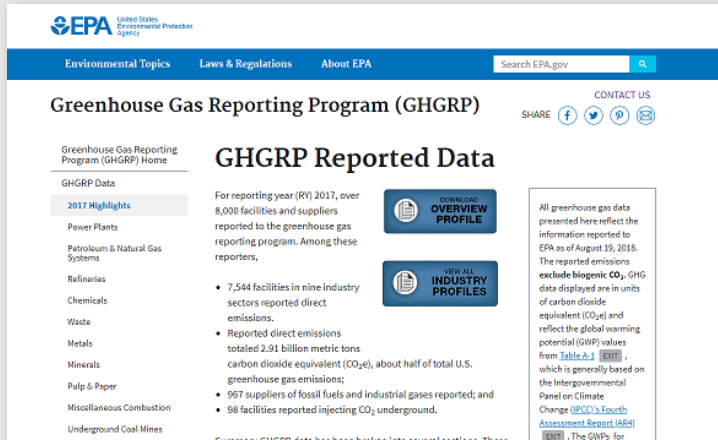 EPA United States
Environmental Protection
Agency
Environmental Topics Laws & Regulations About EPA Search EPA.gov
CONTACT US
Greenhouse Gas Reporting Program (GHGRP)
SHARE
Greenhouse Gas Reporting
Program (GHGRP) Home
GHGRP Data
2017 Highlights
Power Plants
Petroleum & Natural Gas
Systems
Refineries
Chemicals
Waste
Metals
Minerals
Pulp & Paper
Miscellaneous Combustion
Underground Coal Mines
GHGRP Reported Data
For reporting year (RY) 2017, over
8,000 facilities and suppliers
reported to the greenhouse gas
reporting program. Among these
reporters,
• 7,544 facilities in nine industry
sectors reported direct
emissions.
• Reported direct emissions
totaled 2.91 billion metric tons
carbon dioxide equivalent (CO₂e), about half of total U.S.
greenhouse gas emissions;
• 967 suppliers of fossil fuels and industrial gases reported; and
• 98 facilities reported injecting CO₂ underground.
DOWNLOAD
OVERVIEW
PROFILE
VIEW ALL
INDUSTRY
PROFILES
All greenhouse gas data
presented here reflect the
information reported to
EPA as of August 19, 2018.
The reported emissions
exclude biogenic CO₂. GHG
data displayed are in units
of carbon dioxide
equivalent (CO₂e) and
reflect the global warming
potential (GWP) values
from Table A-1 EXIT ,
which is generally based on
the Intergovernmental
Panel on Climate
Change (IPCC)'s Fourth
Assessment Report (AR4)
EXIT . The GWPs for